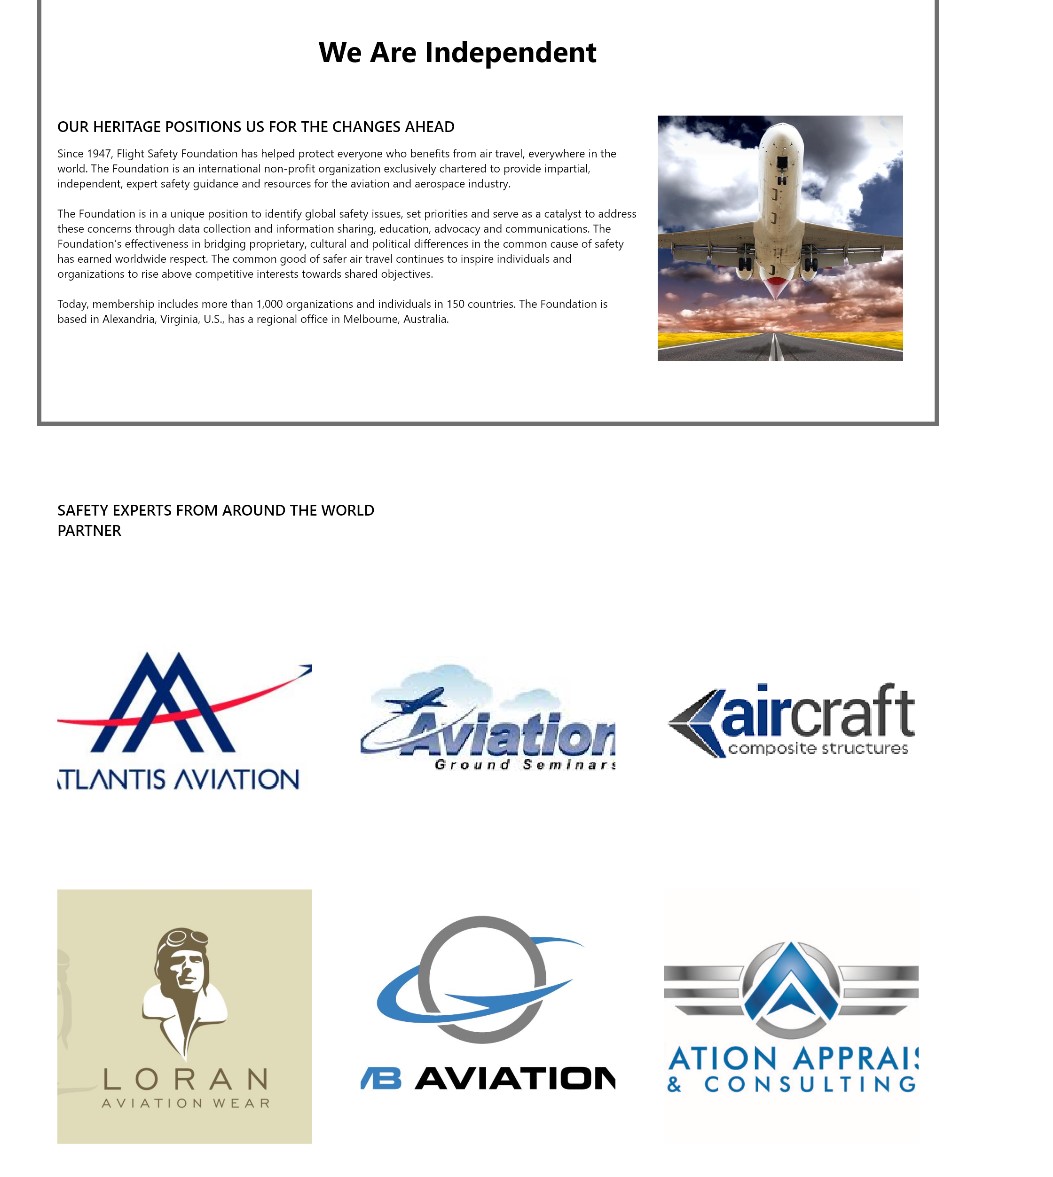 We Are Independent
OUR HERITAGE POSITIONS US FOR THE CHANGES AHEAD
Since 1947, Flight Safety Foundation has helped protect everyone who benefits from air travel, everywhere in the
world. The Foundation is an international non-profit organization exclusively chartered to provide impartial,
independent, expert safety guidance and resources for the aviation and aerospace industry.
The Foundation is in a unique position to identify global safety issues, set priorities and serve as a catalyst to address
these concerns through data collection and information sharing, education, advocacy and communications. The
Foundation's effectiveness in bridging proprietary, cultural and political differences in the common cause of safety
has earned worldwide respect. The common good of safer air travel continues to inspire individuals and
organizations to rise above competitive interests towards shared objectives.
Today, membership includes more than 1,000 organizations and individuals in 150 countries. The Foundation is
based in Alexandria, Virginia, U.S., has a regional office in Melbourne, Australia.
SAFETY EXPERTS FROM AROUND THE WORLD
PARTNER
TLANTIS AVIATION
Aviation
Ground Seminars
aircraft
composite structures
LORAN
AVIATION WEAR
B AVIATION
ATION APPRAIS
& CONSULTING